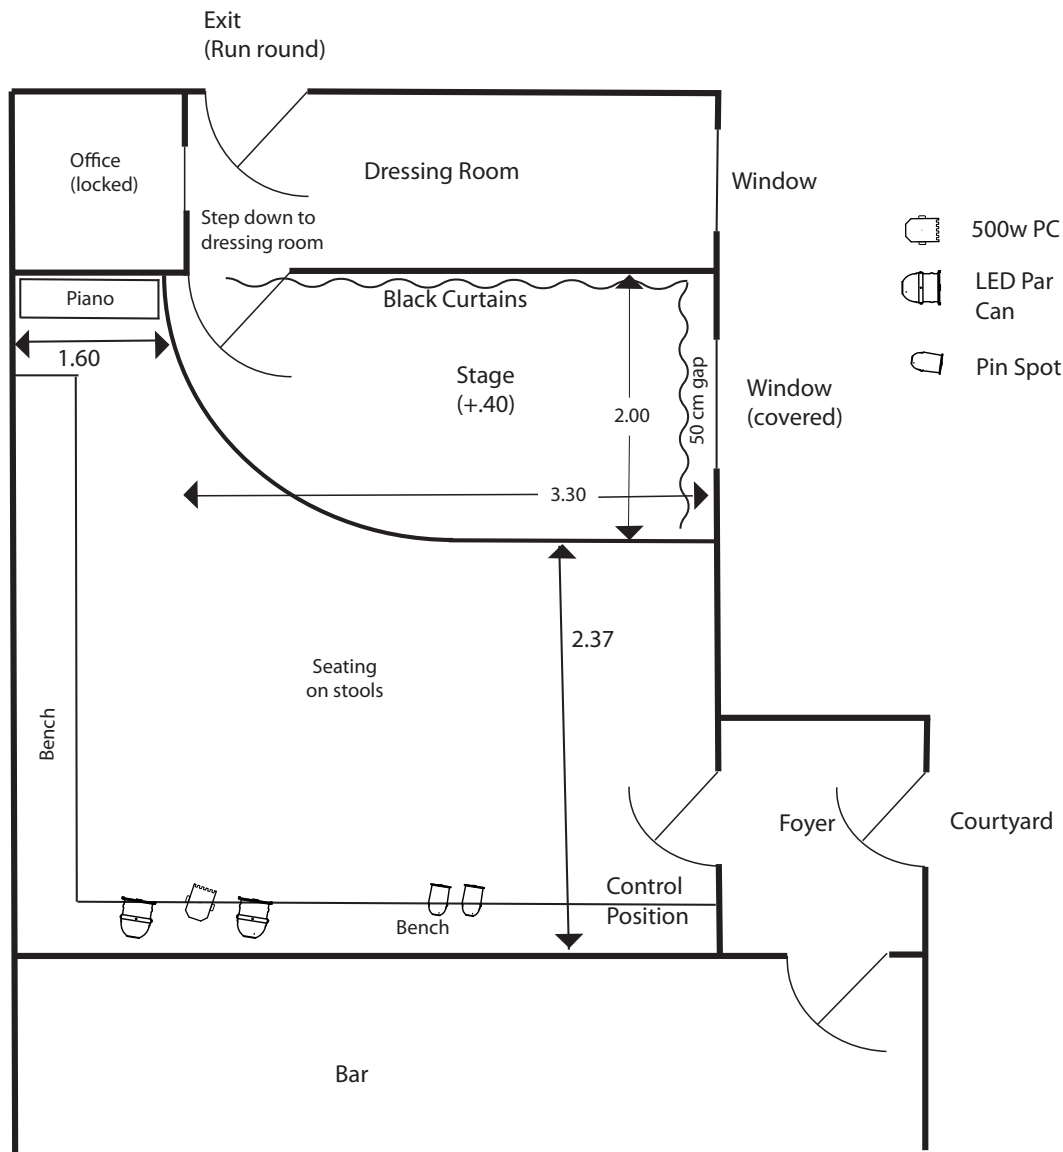 Exit
(Run round)
Office
(locked)
Dressing Room
Window
Step down to
dressing room
500w PC
LED Par
Can
Pin Spot
Piano
Black Curtains
1.60
Stage
(+.40)
2.00
50 cm gap
Window
(covered)
3.30
2.37
Seating
on stools
Bench
Foyer
Courtyard
Control
Position
Bench
Bar